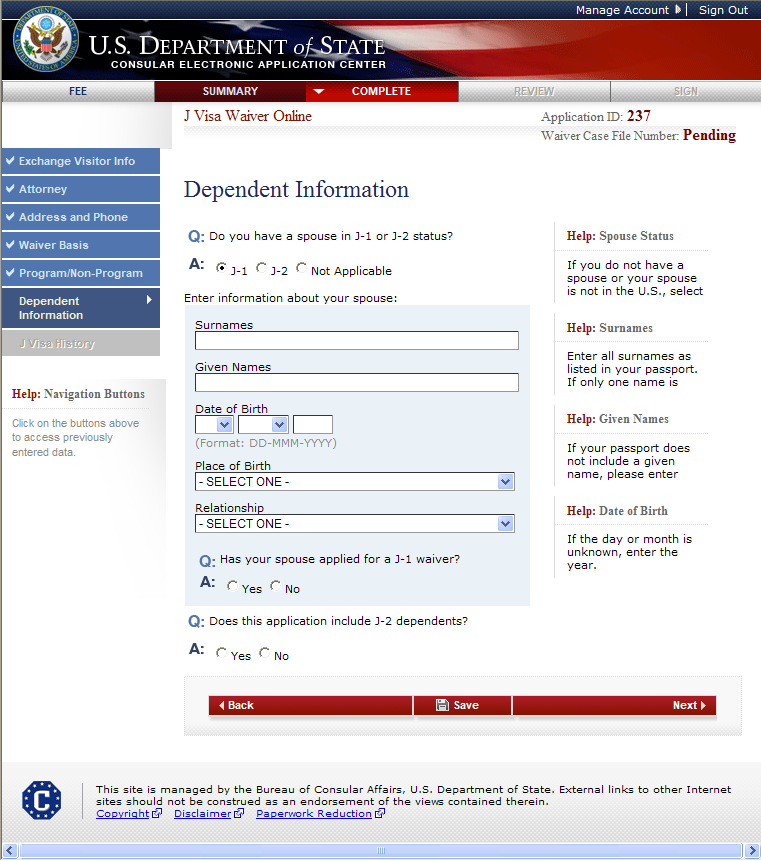 Manage Account | Sign Out
U.S. DEPARTMENT of STATE
CONSULAR ELECTRONIC APPLICATION CENTER
FEE SUMMARY COMPLETE REVIEW SIGN
J Visa Waiver Online
Application ID: 237
Waiver Case File Number: Pending
Exchange Visitor Info
Attorney
Address and Phone
Waiver Basis
Program/Non-Program
Dependent
Information
J Visa History
Help: Navigation Buttons
Click on the buttons above
to access previously
entered data.
Dependent Information
Q: Do you have a spouse in J-1 or J-2 status?
A: J-1 J-2 Not Applicable
Enter information about your spouse:
Surnames
Given Names
Date of Birth
(Format: DD-MMM-YYYY)
Place of Birth
- SELECT ONE -
Relationship
- SELECT ONE -
Q: Has your spouse applied for a J-1 waiver?
A: Yes No
Q: Does this application include J-2 dependents?
A: Yes No
Help: Spouse Status
If you do not have a
spouse or your spouse
is not in the U.S., select
Help: Surnames
Enter all surnames as
listed in your passport.
If only one name is
Help: Given Names
If your passport does
not include a given
name, please enter
Help: Date of Birth
If the day or month is
unknown, enter the
year.
Back Save Next
C
This site is managed by the Bureau of Consular Affairs, U.S. Department of State. External links to other Internet
sites should not be construed as an endorsement of the views contained therein.
Copyright Disclaimer Paperwork Reduction